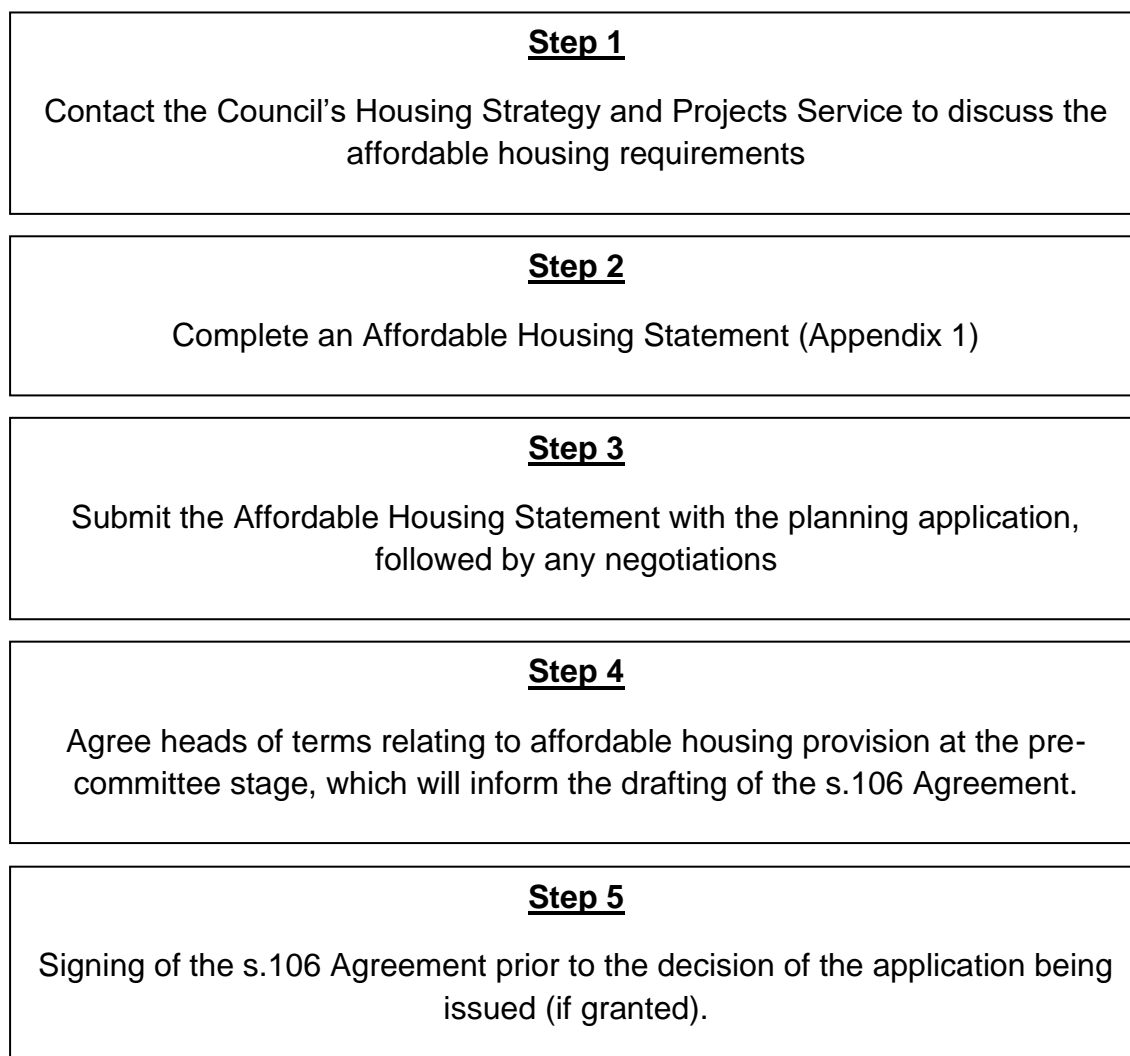 Step 1
Contact the Council’s Housing Strategy and Projects Service to discuss the
affordable housing requirements
Step 2
Complete an Affordable Housing Statement (Appendix 1)
Step 3
Submit the Affordable Housing Statement with the planning application,
followed by any negotiations
Step 4
Agree heads of terms relating to affordable housing provision at the pre-
committee stage, which will inform the drafting of the s.106 Agreement.
Step 5
Signing of the s.106 Agreement prior to the decision of the application being
issued (if granted).